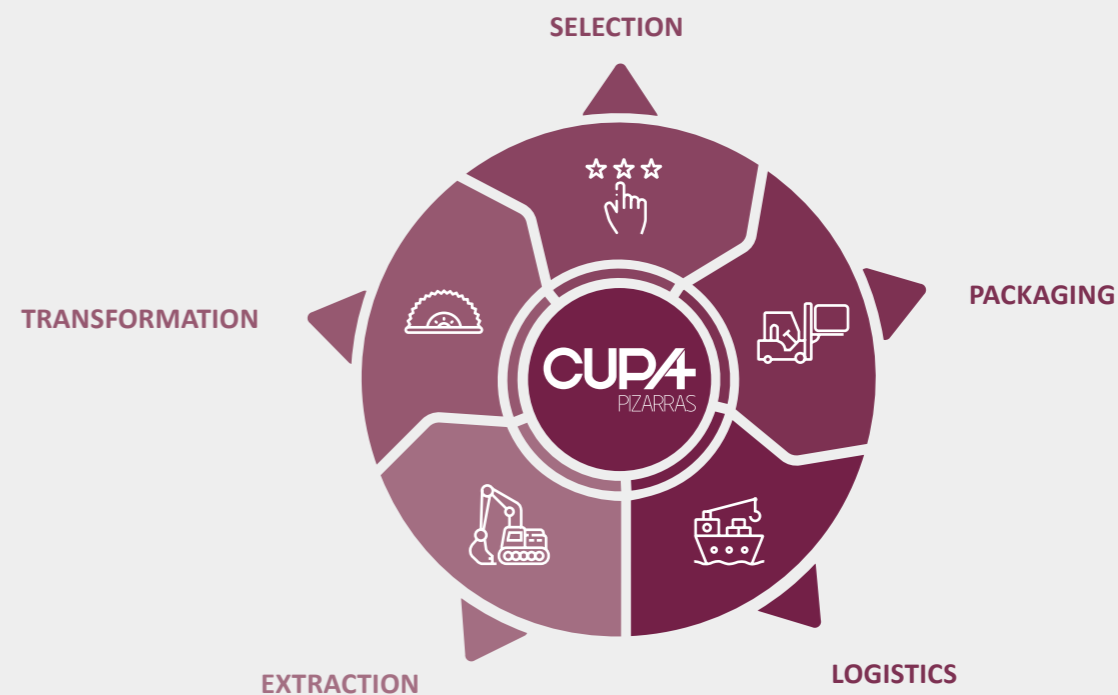 SELECTION
PACKAGING
TRANSFORMATION
CUPA
PIZARRAS
LOGISTICS
EXTRACTION